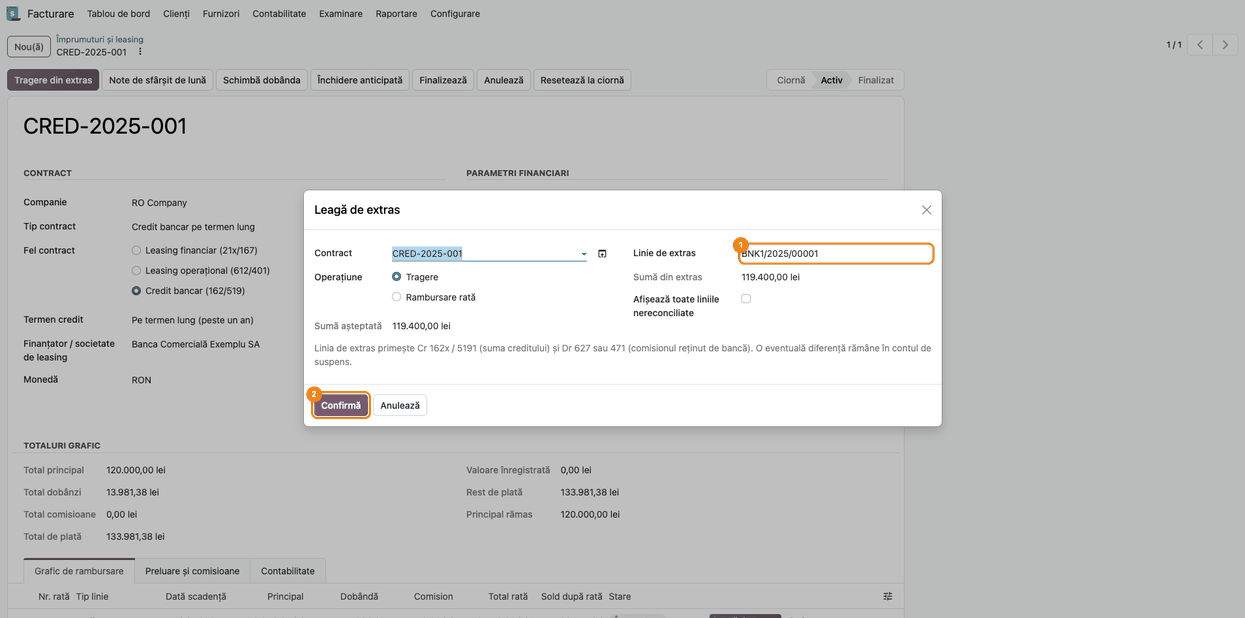 Facturare Tablou de bord Clienți Furnizori Contabilitate Examinare Raportare Configurare
Nou(ă)
Împrumuturi și leasing
CRED-2025-001
1 / 1
Tragere din extras Note de sfârșit de lună Schimbă dobânda Închidere anticipată Finalizează Anulează Resetează la ciornă
Ciornă Activ Finalizat
CRED-2025-001
CONTRACT
PARAMETRI FINANCIARI
Companie RO Company
Tip contract Credit bancar pe termen lung
Fel contract Leasing financiar (21x/167)
Leasing operațional (612/401)
Credit bancar (162/519)
Termen credit Pe termen lung (peste un an)
Finanțator / societate de leasing Banca Comercială Exemplu SA
Monedă RON
Leagă de extras
Contract CRED-2025-001
Operațiune Tragere
Rambursare rată
Sumă așteptată 119.400,00 lei
1
Linie de extras BNK1/2025/00001
Sumă din extras 119.400,00 lei
Afișează toate liniile
nereconciliate
Linia de extras primește Cr 162x / 5191 (suma creditului) și Dr 627 sau 471 (comisionul reținut de bancă). O eventuală diferență rămâne în contul de
suspens.
2
Confirmă Anulează
TOTALURI GRAFIC
Total principal 120.000,00 lei
Total dobânzi 13.981,38 lei
Total comisioane 0,00 lei
Total de plată 133.981,38 lei
Valoare înregistrată 0,00 lei
Rest de plată 133.981,38 lei
Principal rămas 120.000,00 lei
Grafic de rambursare Preluare și comisioane Contabilitate
Nr. rată Tip linie Dată scadență Principal Dobândă Comision Total rată Sold după rată Stare